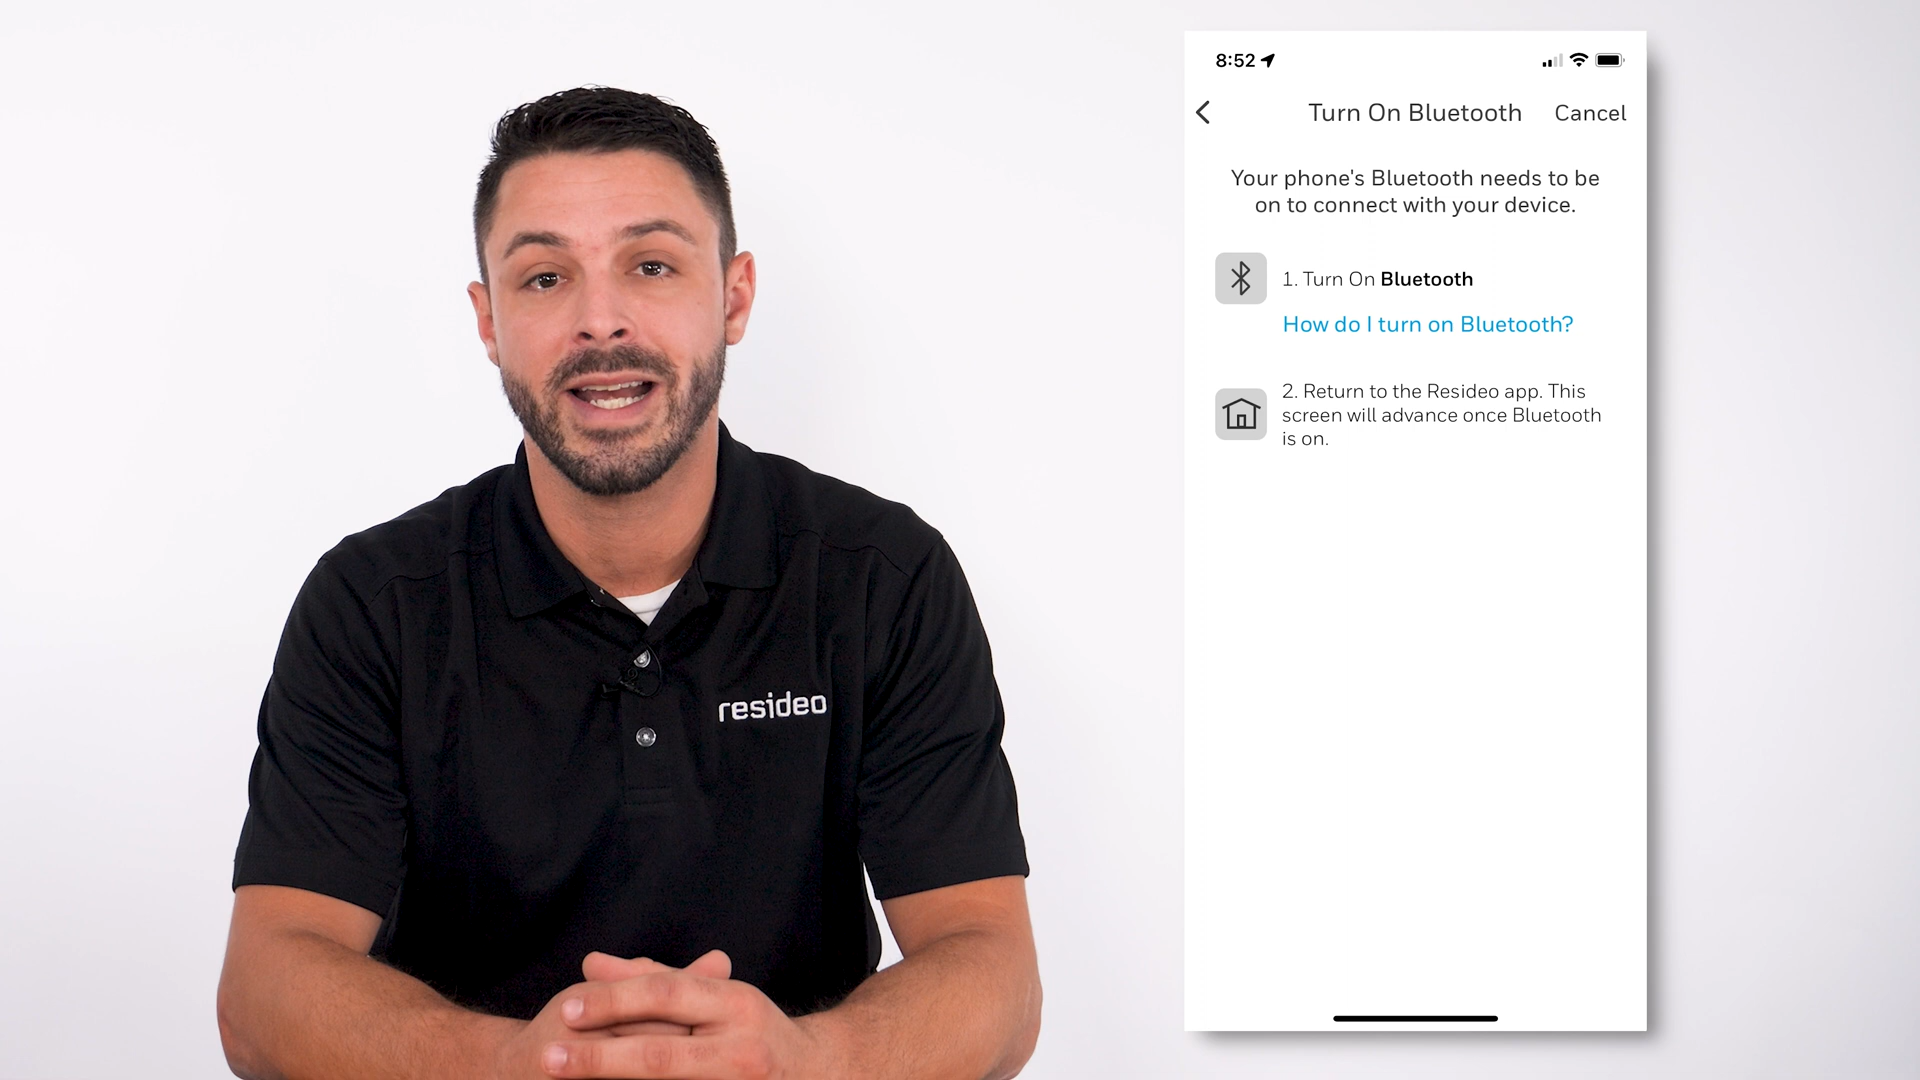 resideo
8:52
Turn On Bluetooth
Cancel
Your phone's Bluetooth needs to be
on to connect with your device.
1. Turn On Bluetooth
How do I turn on Bluetooth?
2. Return to the Resideo app. This
screen will advance once Bluetooth
is on.